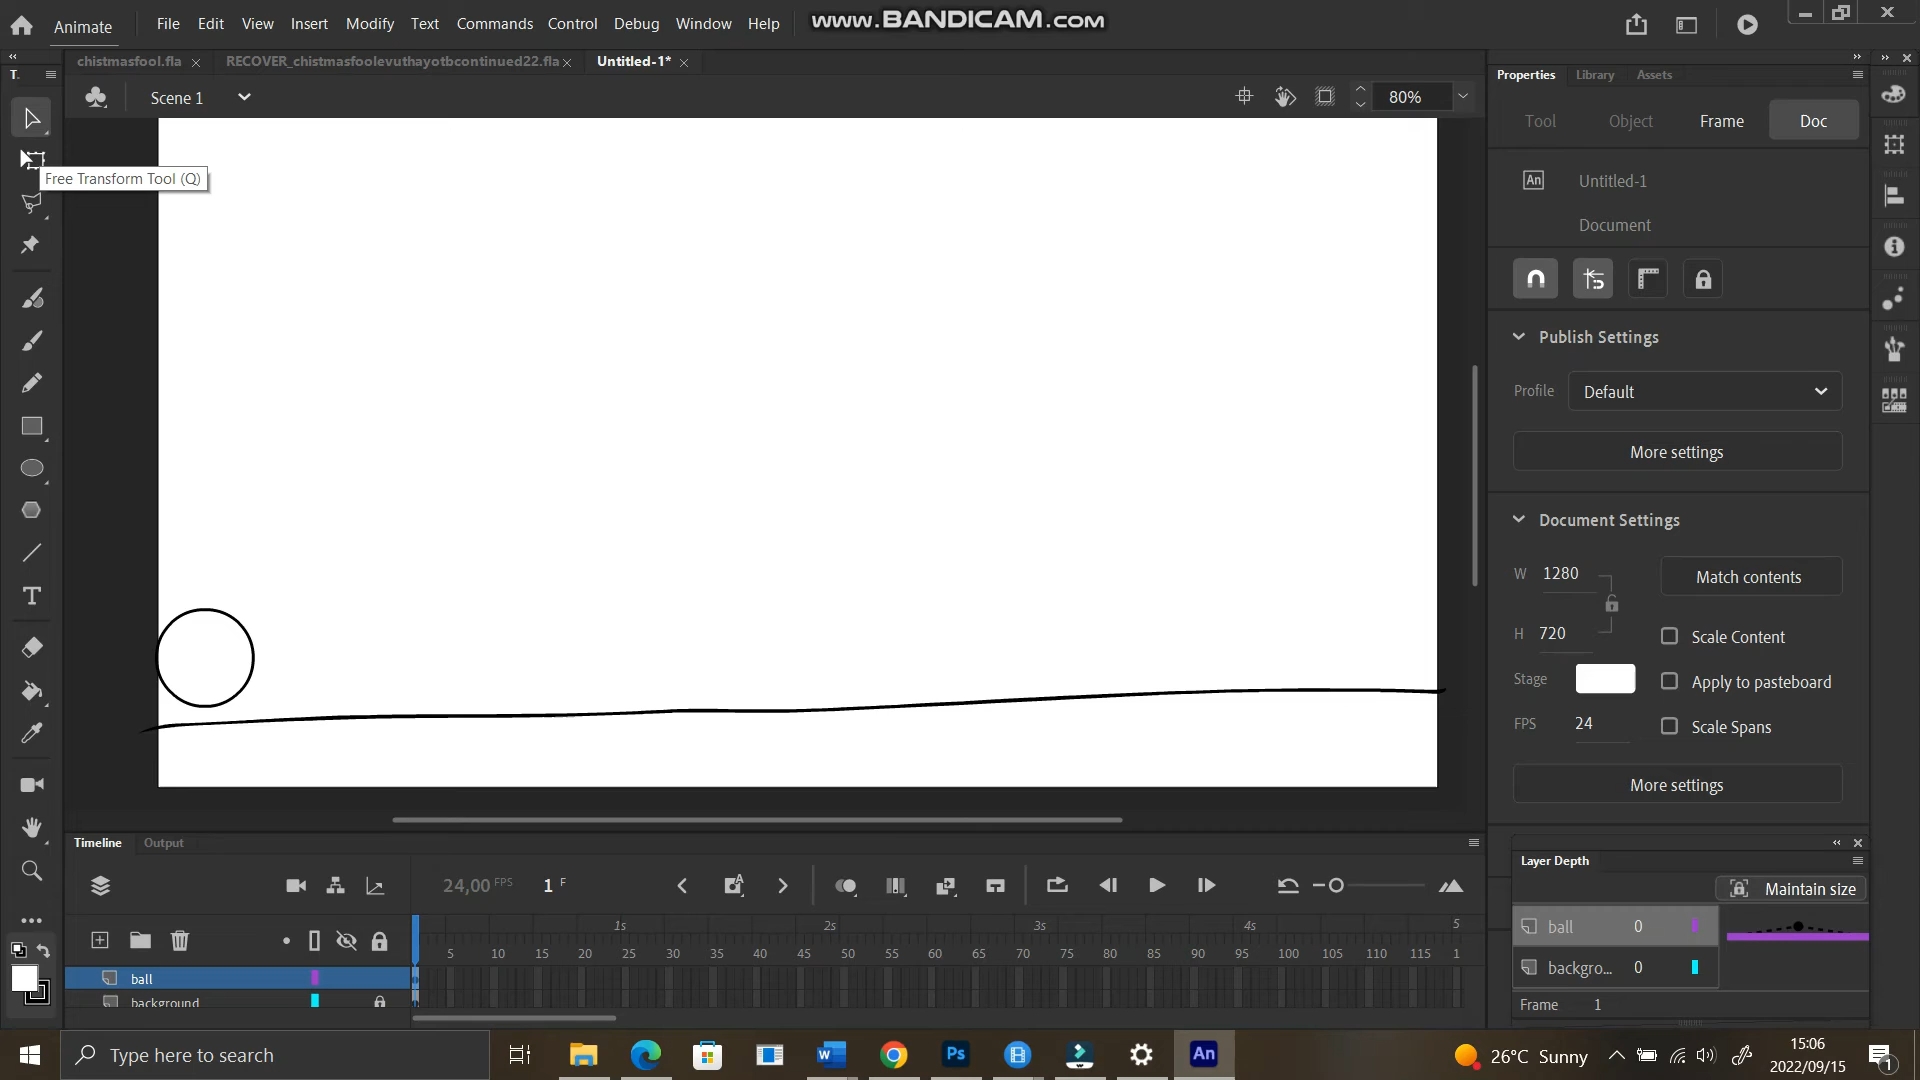 Animate File Edit View Insert Modify Text Commands Control Debug Window Help www.BANDICAM.com
chistmasfool.fla RECOVER_chistmasfoolevuthayotbcontinued22.fla Untitled-1*
T. Properties Library Assets
Scene 1 80%
Tool Object Frame Doc
Free Transform Tool (Q)
An Untitled-1
Document
Publish Settings
Profile Default
More settings
Document Settings
W 1280 Match contents
H 720 Scale Content
Stage Apply to pasteboard
FPS 24 Scale Spans
More settings
Timeline Output
Layer Depth
24,00 FPS 1 F
Maintain size
1s 2s 3s 4s 5
5 10 15 20 25 30 35 40 45 50 55 60 65 70 75 80 85 90 95 100 105 110 115 1
ball 0
ball
backgro... 0
background
Frame 1
Type here to search W Ps An 26°C Sunny 15:06
2022/09/15 1